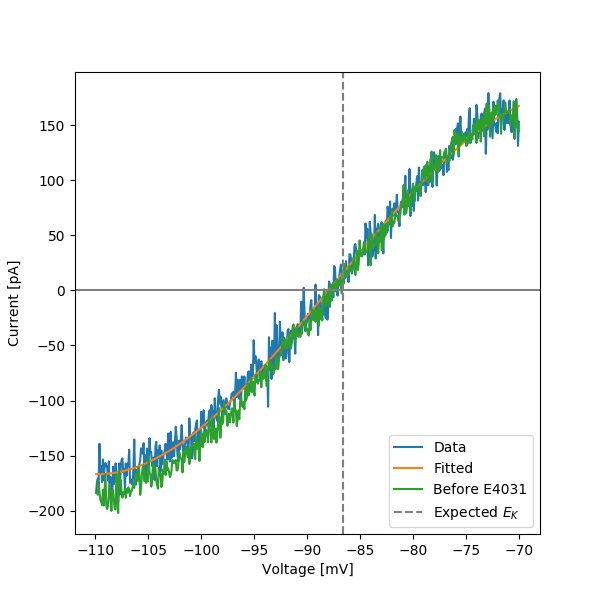 150
100
50
0
−50
−100
−150
−200
Current [pA]
Data
Fitted
Before E4031
Expected E_K
−110 −105 −100 −95 −90 −85 −80 −75 −70
Voltage [mV]